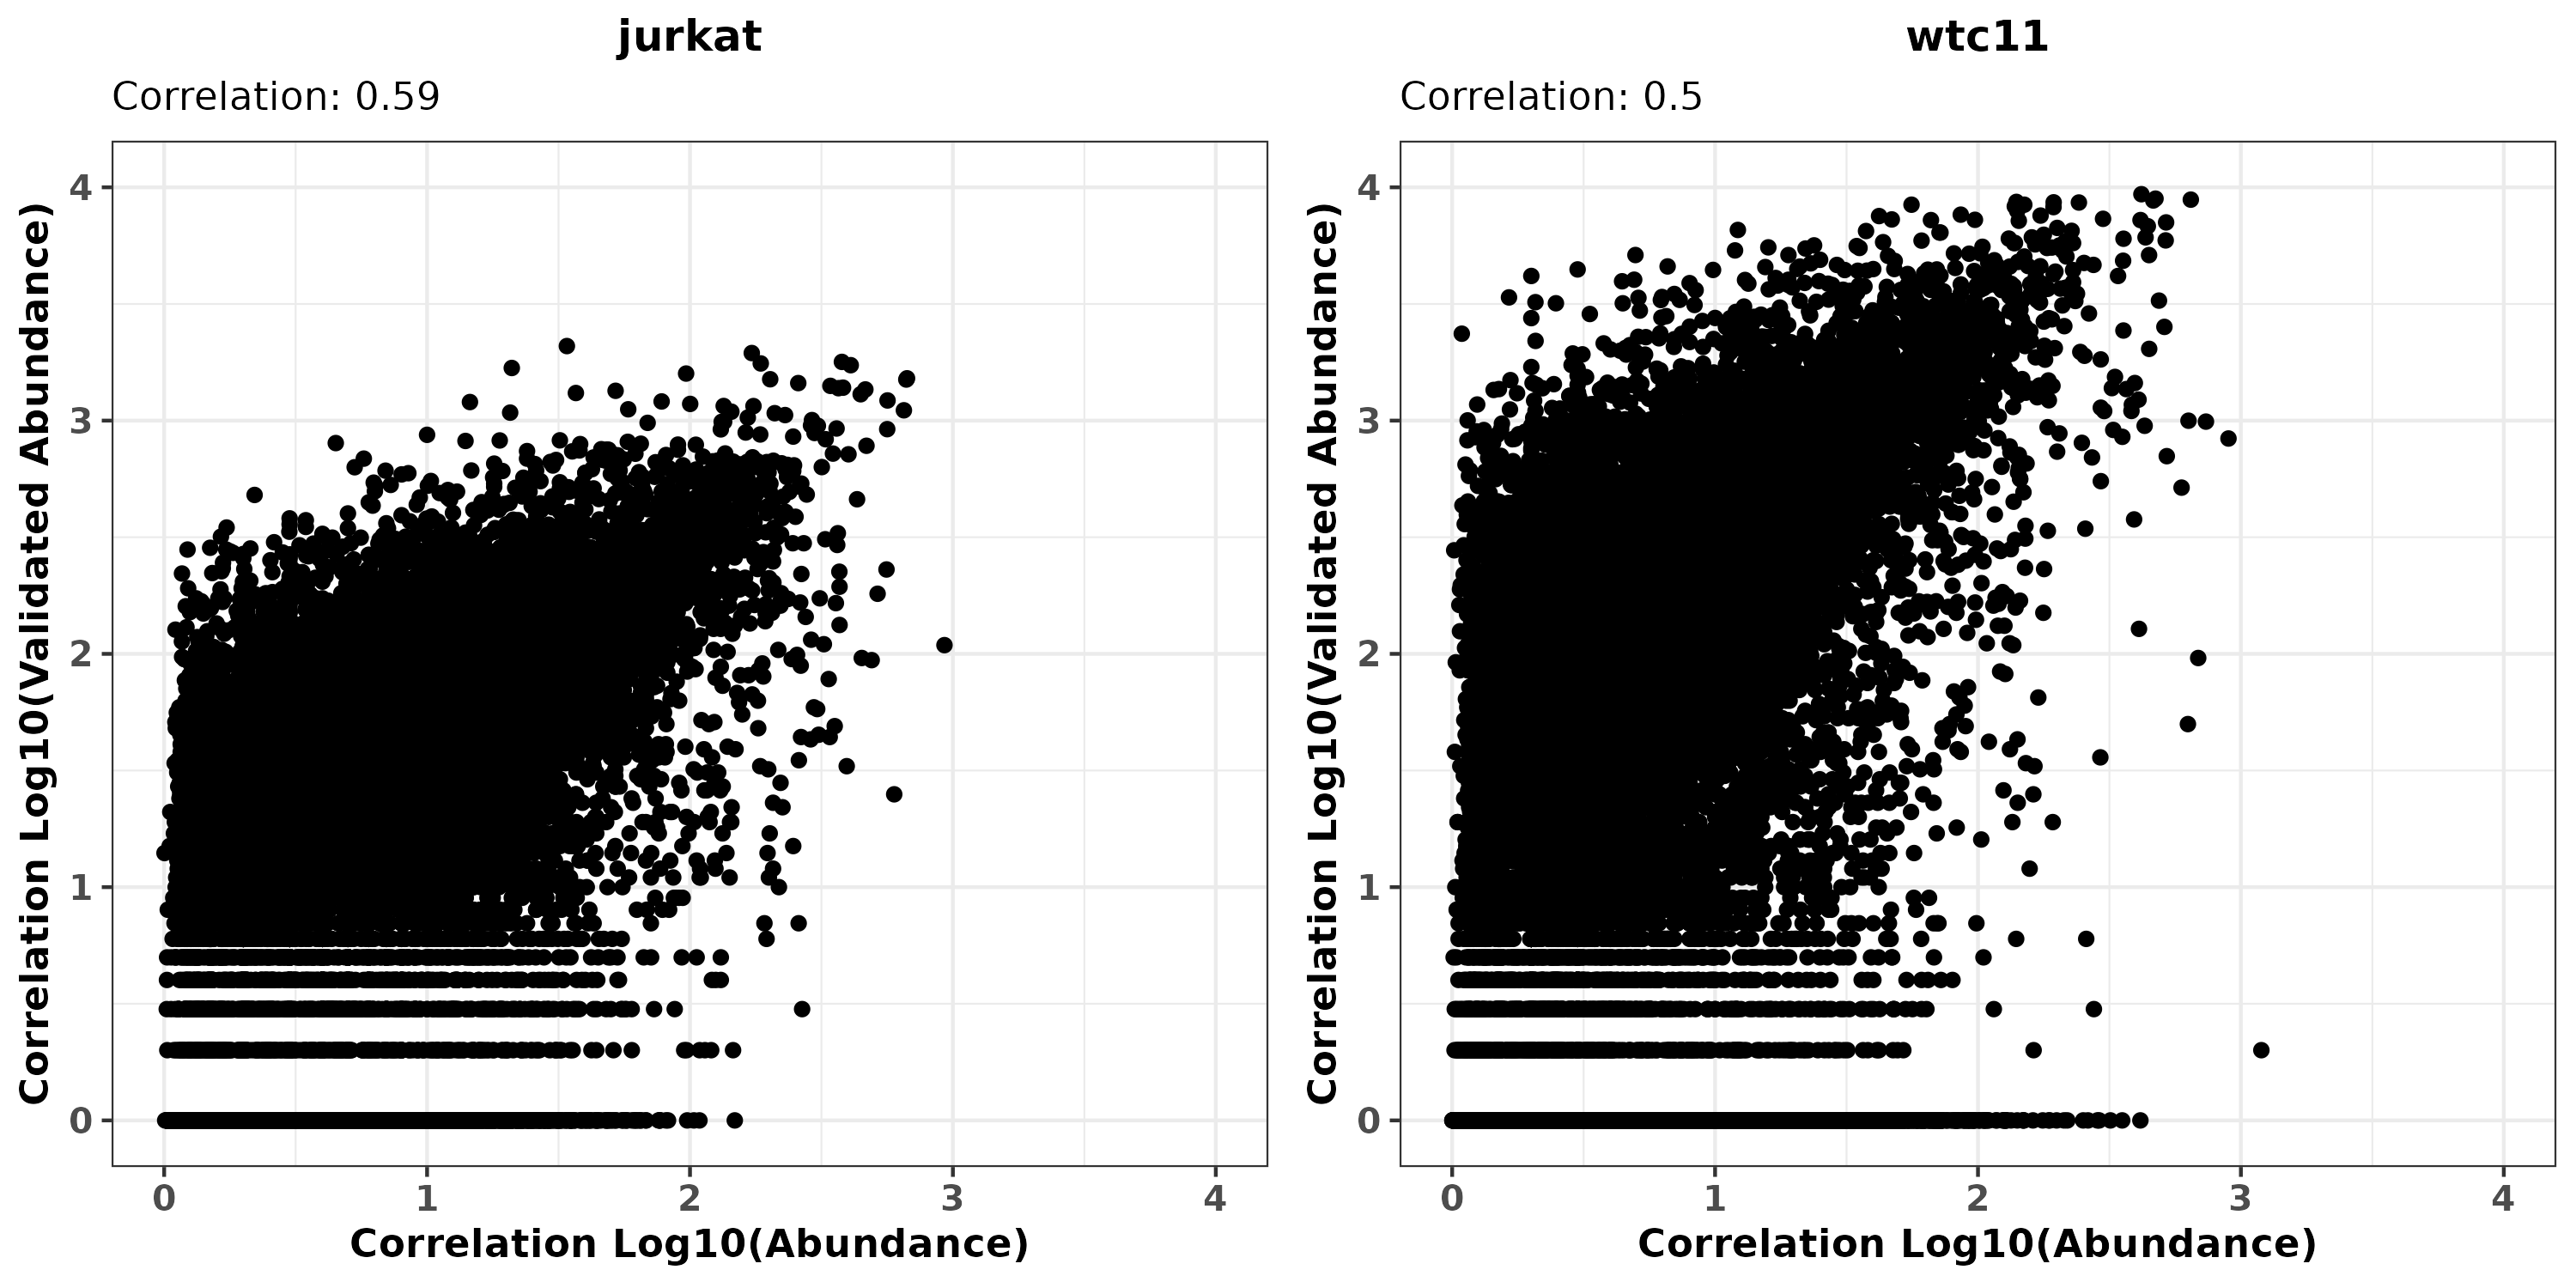 jurkat
Correlation: 0.59
Correlation Log10(Validated Abundance)
4
3
2
1
0
0 1 2 3 4
Correlation Log10(Abundance)
wtc11
Correlation: 0.5
Correlation Log10(Validated Abundance)
4
3
2
1
0
0 1 2 3 4
Correlation Log10(Abundance)